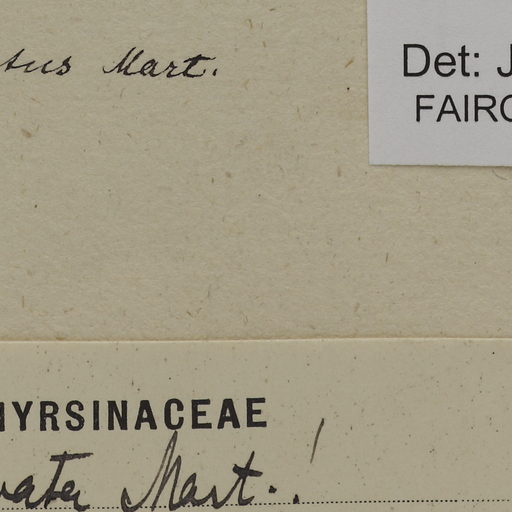 tus Mart.
Det: J
FAIRC
MYRSINACEAE
Mart.!